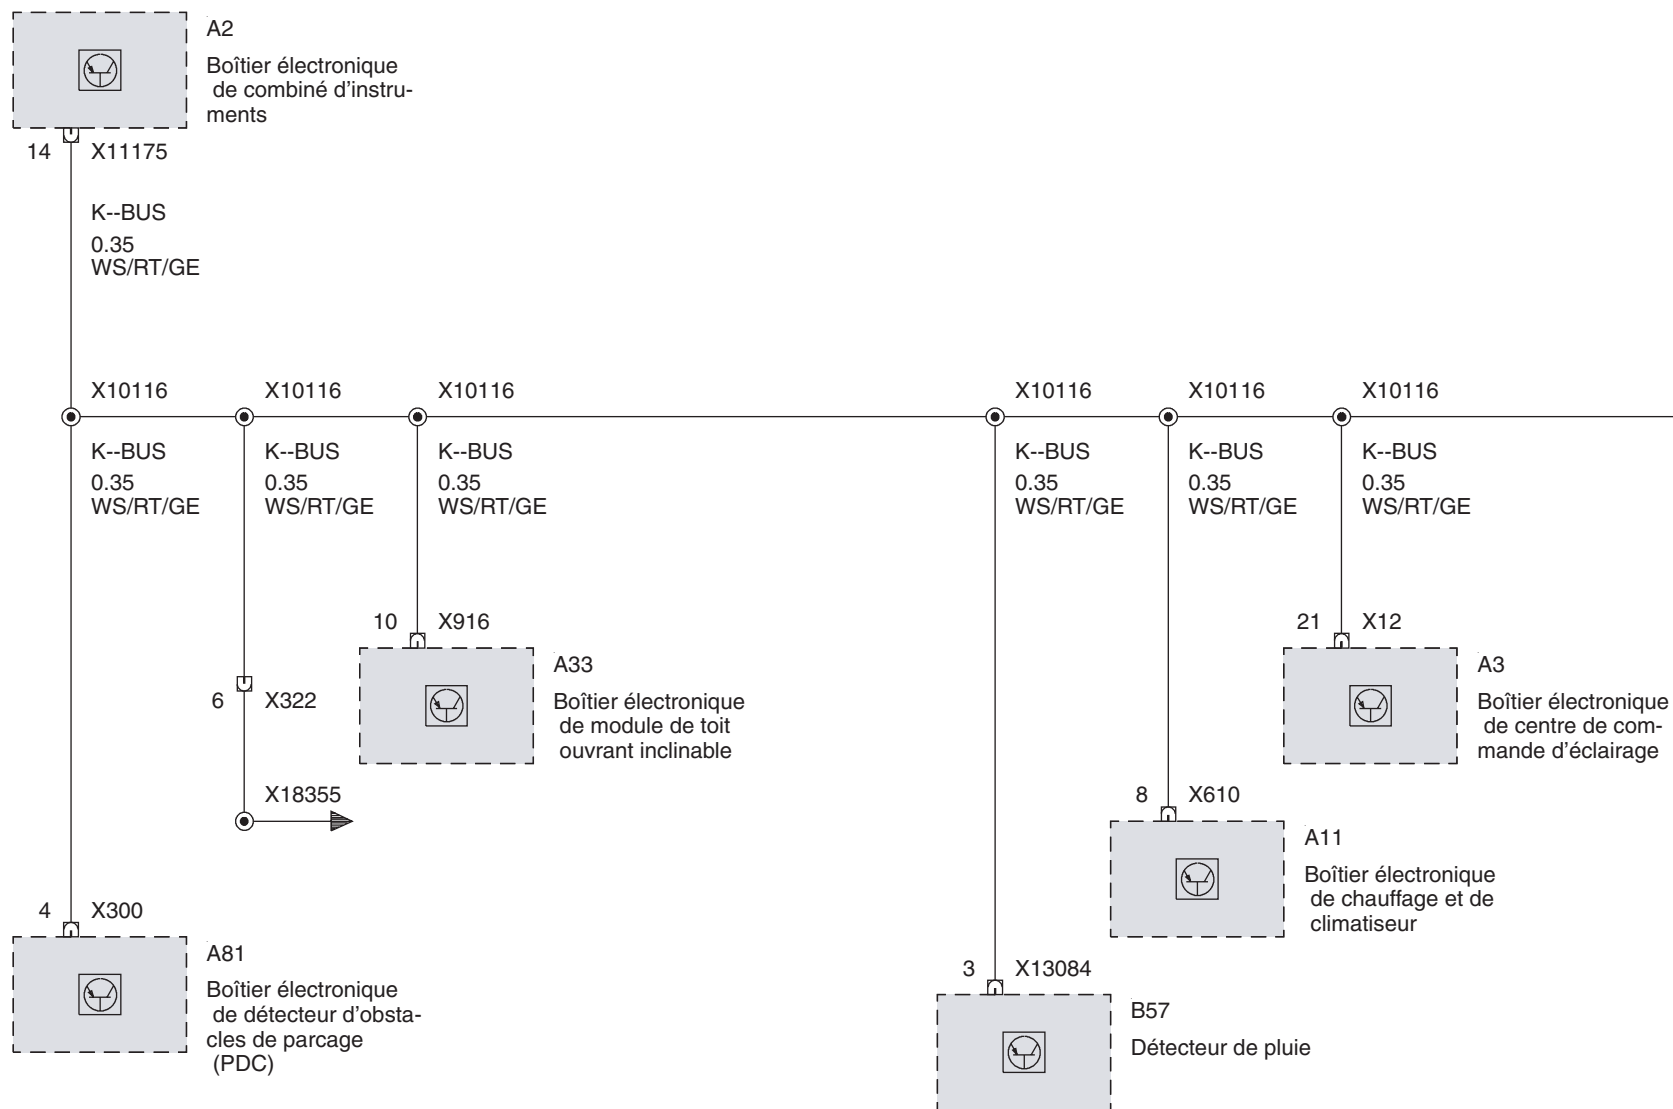 A2
Boîtier électronique
de combiné d'instru-
ments
14 X11175
K--BUS
0.35
WS/RT/GE
X10116 X10116 X10116 X10116 X10116 X10116
K--BUS K--BUS K--BUS K--BUS K--BUS K--BUS
0.35 0.35 0.35 0.35 0.35 0.35
WS/RT/GE WS/RT/GE WS/RT/GE WS/RT/GE WS/RT/GE WS/RT/GE
10 X916
A33
Boîtier électronique
de module de toit
ouvrant inclinable
21 X12
A3
Boîtier électronique
de centre de com-
mande d'éclairage
6 X322
X18355
8 X610
A11
Boîtier électronique
de chauffage et de
climatiseur
4 X300
A81
Boîtier électronique
de détecteur d'obsta-
cles de parcage
(PDC)
3 X13084
B57
Détecteur de pluie